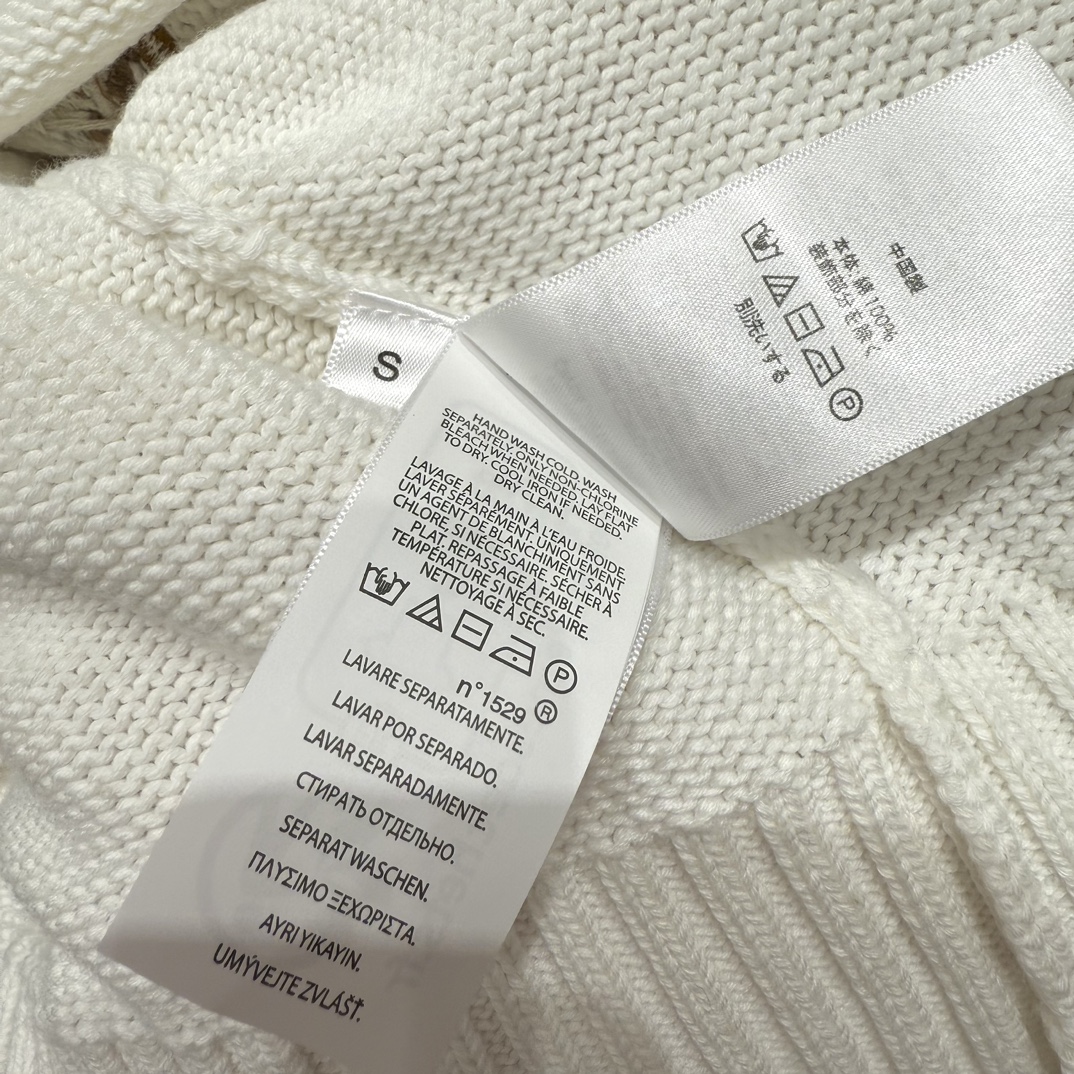 S
HAND WASH COLD. WASH
SEPARATELY. ONLY NON-CHLORINE
BLEACH WHEN NEEDED. LAY FLAT
TO DRY. COOL IRON IF NEEDED.
DRY CLEAN.
LAVAGE À LA MAIN À L'EAU FROIDE.
LAVER SÉPARÉMENT. UNIQUEMENT
UN AGENT DE BLANCHIMENT SANS
CHLORE, SI NÉCESSAIRE. SÉCHER À
PLAT. REPASSAGE À FAIBLE
TEMPÉRATURE SI NÉCESSAIRE.
NETTOYAGE À SEC.
P
n°1529 ®
LAVARE SEPARATAMENTE.
LAVAR POR SEPARADO.
LAVAR SEPARADAMENTE.
СТИРАТЬ ОТДЕЛЬНО.
SEPARAT WASCHEN.
ΠΛΥΣΙΜΟ ΞΕΧΩΡΙΣΤΑ.
AYRI YIKAYIN.
UMÝVEJTE ZVLÁŠŤ.
中国製
本体 綿 100%
装飾部分を除く
P
別洗いする